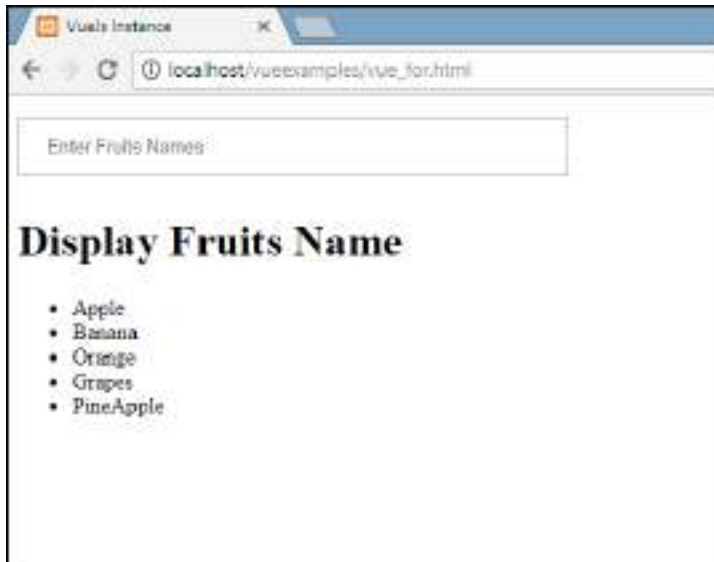 VueJs Instance
localhost/vueexamples/vue_for.html
Enter Fruits Names
Display Fruits Name
Apple
Banana
Orange
Grapes
PineApple